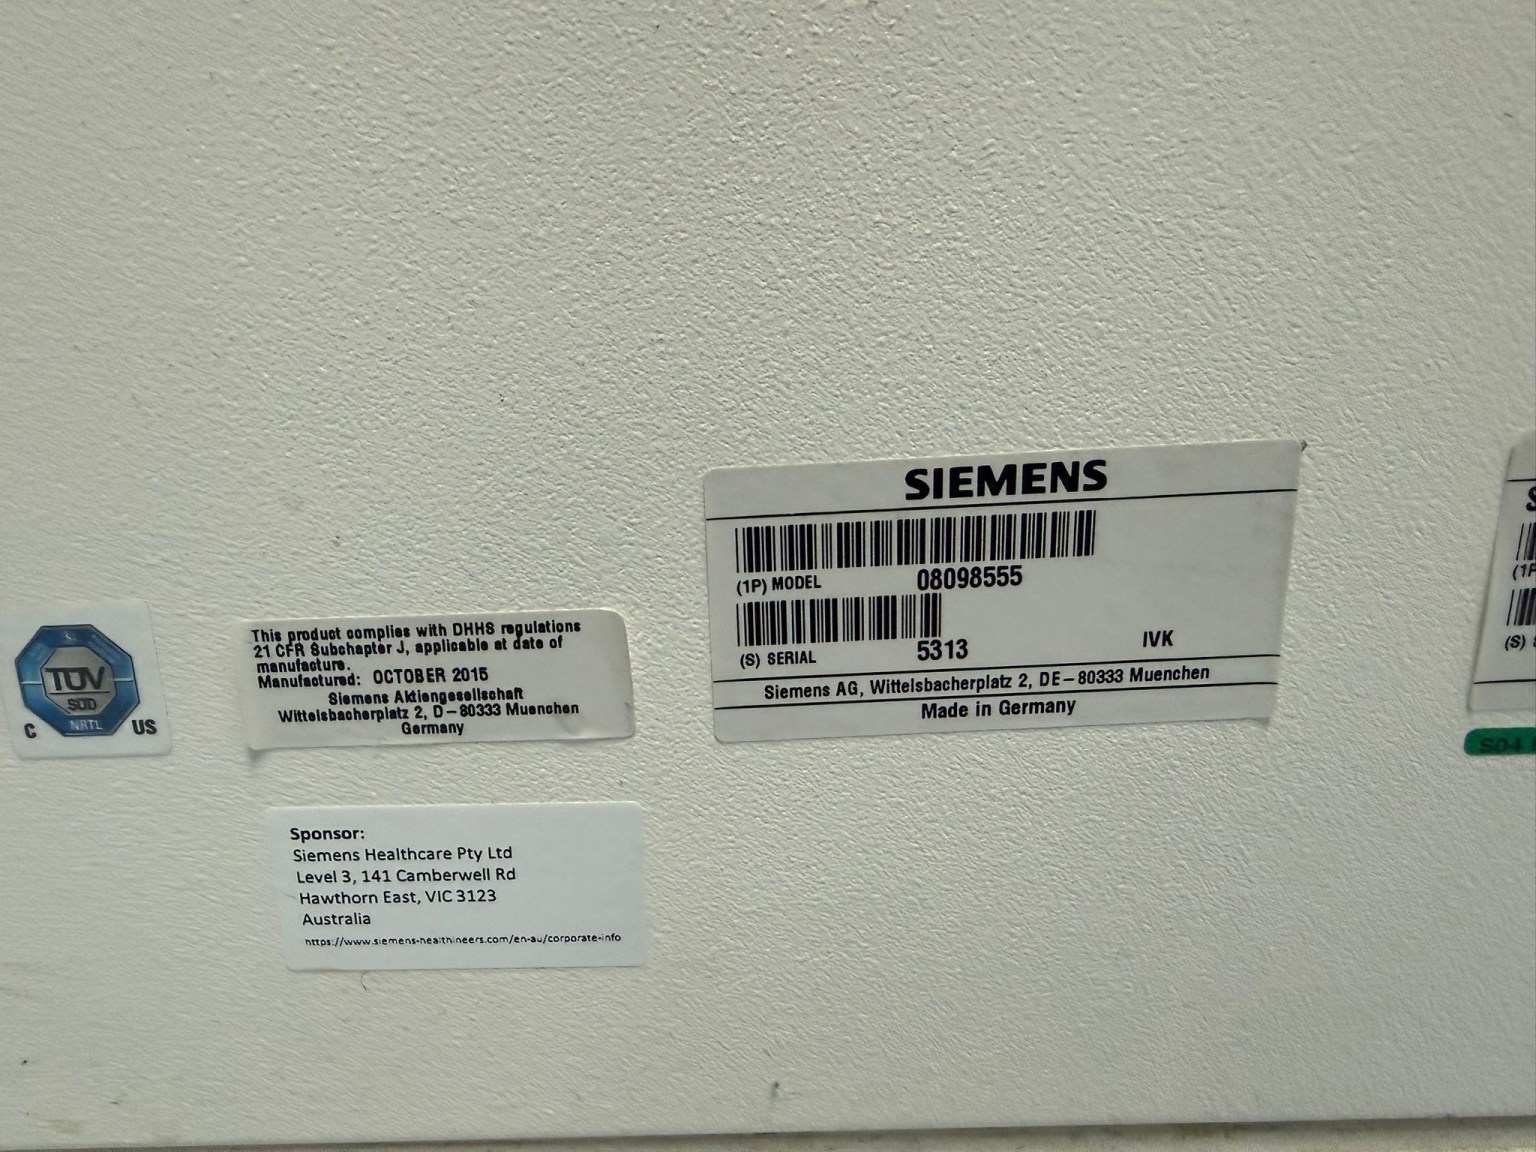 SIEMENS
(1P) MODEL 08098555
(S) SERIAL 5313 IVK
Siemens AG, Wittelsbacherplatz 2, DE-80333 Muenchen
Made in Germany
This product complies with DHHS regulations
21 CFR Subchapter J, applicable at date of
manufacture.
Manufactured: OCTOBER 2015
Siemens Aktiengesellschaft
Wittelsbacherplatz 2, D-80333 Muenchen
Germany
TÜV
SÜD
NRTL
C US
Sponsor:
Siemens Healthcare Pty Ltd
Level 3, 141 Camberwell Rd
Hawthorn East, VIC 3123
Australia
https://www.siemens-healthineers.com/en-au/corporate-info
(S)
S04